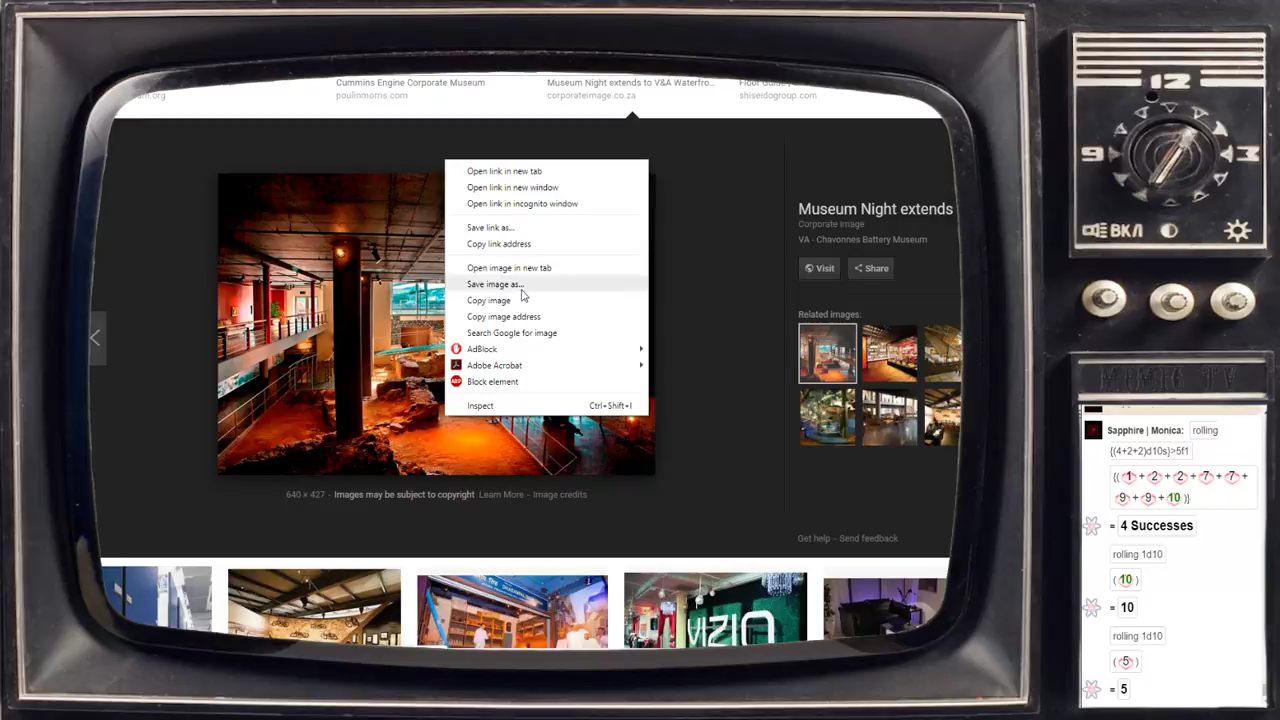 Cummins Engine Corporate Museum
poulinmorris.com
Museum Night extends to V&A Waterfro...
corporateimage.co.za
shiseidogroup.com
Open link in new tab
Open link in new window
Open link in incognito window
Save link as...
Copy link address
Open image in new tab
Save image as...
Copy image
Copy image address
Search Google for image
AdBlock
Adobe Acrobat
ABP Block element
Inspect Ctrl+Shift+I
640 × 427 - Images may be subject to copyright Learn More - Image credits
Museum Night extends
Corporate Image
VA - Chavonnes Battery Museum
Visit Share
Related images:
Get help - Send feedback
VIZIO
12
9
3
ВКЛ
Sapphire | Monica: rolling
{(4+2+2)d10s}>5f1
{( 1 + 2 + 2 + 7 + 7 +
9 + 9 + 10 )}
= 4 Successes
rolling 1d10
( 10 )
= 10
rolling 1d10
( 5 )
= 5